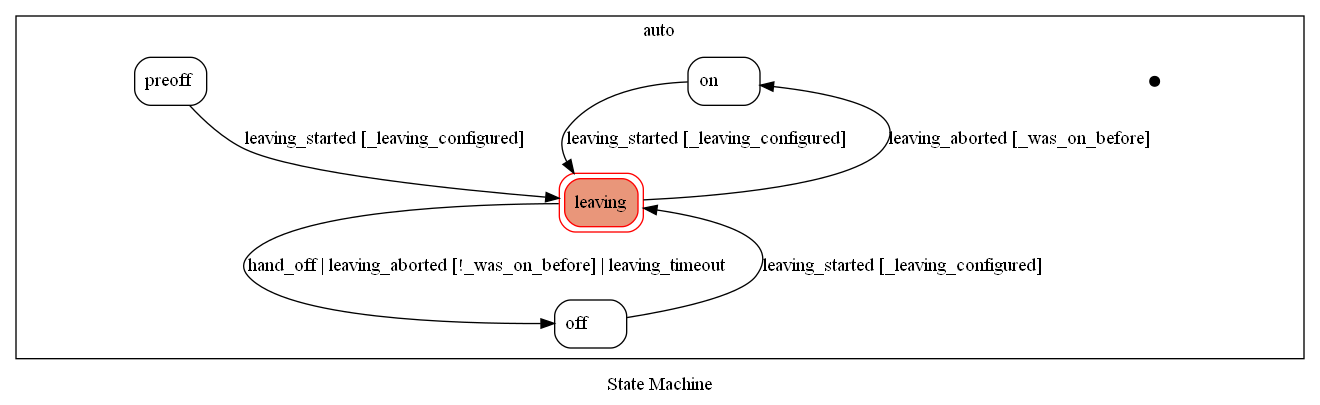 auto
preoff
on
leaving_started [_leaving_configured]
leaving_started [_leaving_configured]
leaving_aborted [_was_on_before]
leaving
hand_off | leaving_aborted [!_was_on_before] | leaving_timeout
leaving_started [_leaving_configured]
off
State Machine